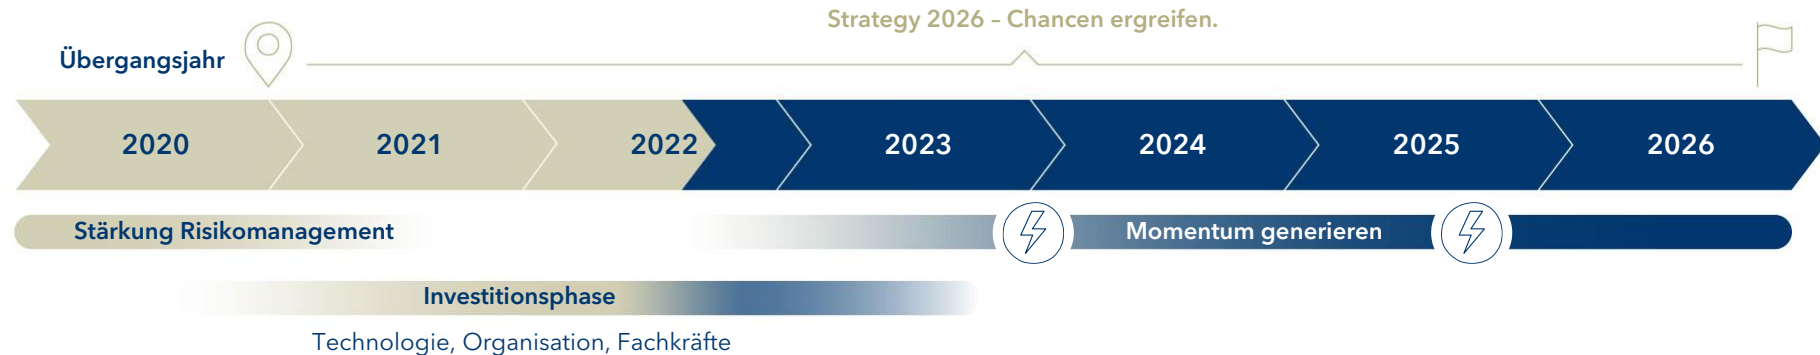 Strategy 2026 – Chancen ergreifen.
Übergangsjahr
2020 2021 2022 2023 2024 2025 2026
Stärkung Risikomanagement
Momentum generieren
Investitionsphase
Technologie, Organisation, Fachkräfte